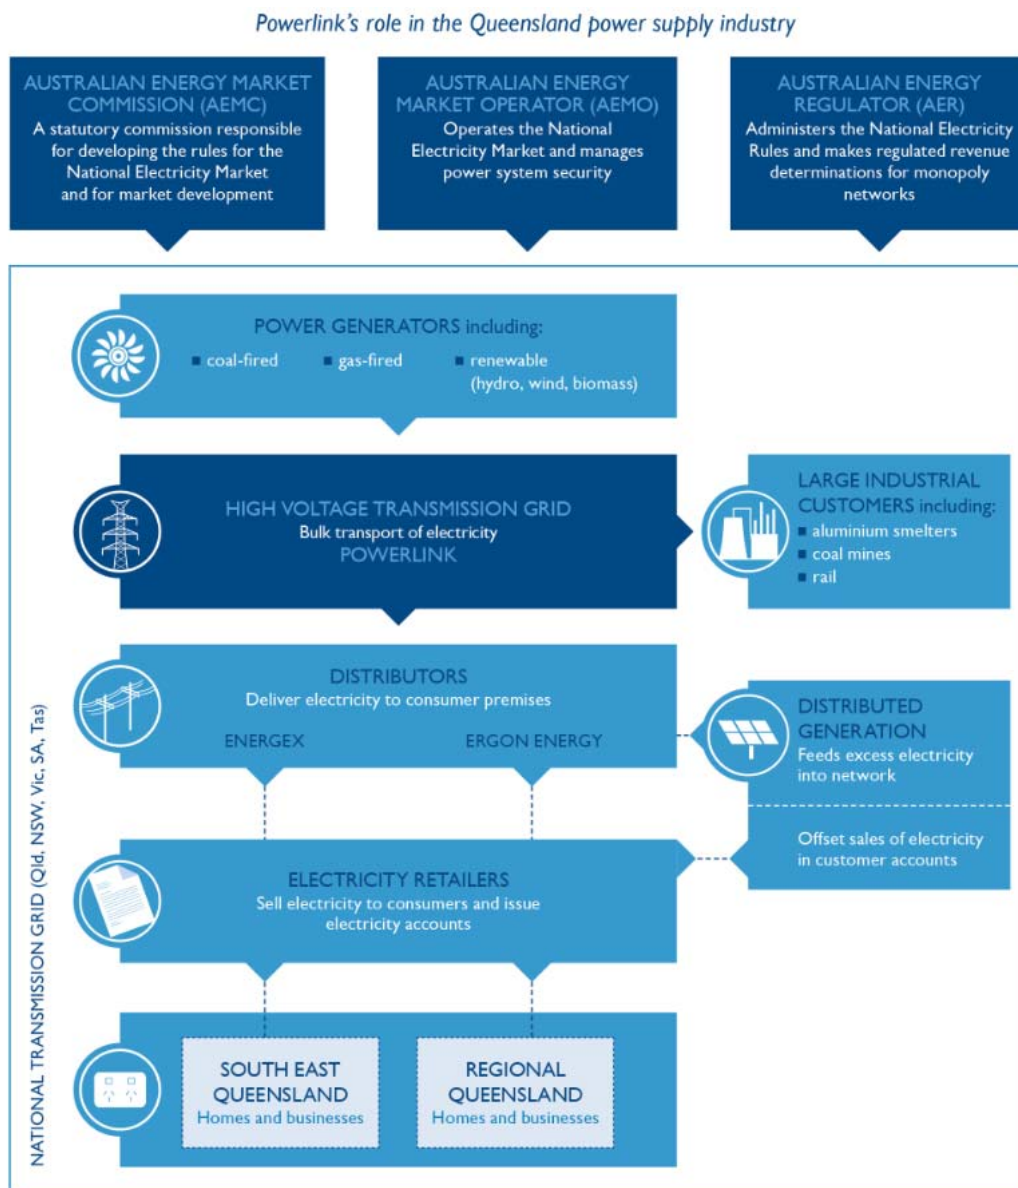 Powerlink's role in the Queensland power supply industry
AUSTRALIAN ENERGY MARKET
COMMISSION (AEMC)
A statutory commission responsible
for developing the rules for the
National Electricity Market
and for market development
AUSTRALIAN ENERGY
MARKET OPERATOR (AEMO)
Operates the National
Electricity Market and manages
power system security
AUSTRALIAN ENERGY
REGULATOR (AER)
Administers the National Electricity
Rules and makes regulated revenue
determinations for monopoly
networks
NATIONAL TRANSMISSION GRID (Qld, NSW, Vic, SA, Tas)
POWER GENERATORS including:
■ coal-fired
■ gas-fired
■ renewable
(hydro, wind, biomass)
HIGH VOLTAGE TRANSMISSION GRID
Bulk transport of electricity
POWERLINK
LARGE INDUSTRIAL
CUSTOMERS including:
■ aluminium smelters
■ coal mines
■ rail
DISTRIBUTORS
Deliver electricity to consumer premises
ENERGEX
ERGON ENERGY
DISTRIBUTED
GENERATION
Feeds excess electricity
into network
Offset sales of electricity
in customer accounts
ELECTRICITY RETAILERS
Sell electricity to consumers and issue
electricity accounts
SOUTH EAST
QUEENSLAND
Homes and businesses
REGIONAL
QUEENSLAND
Homes and businesses